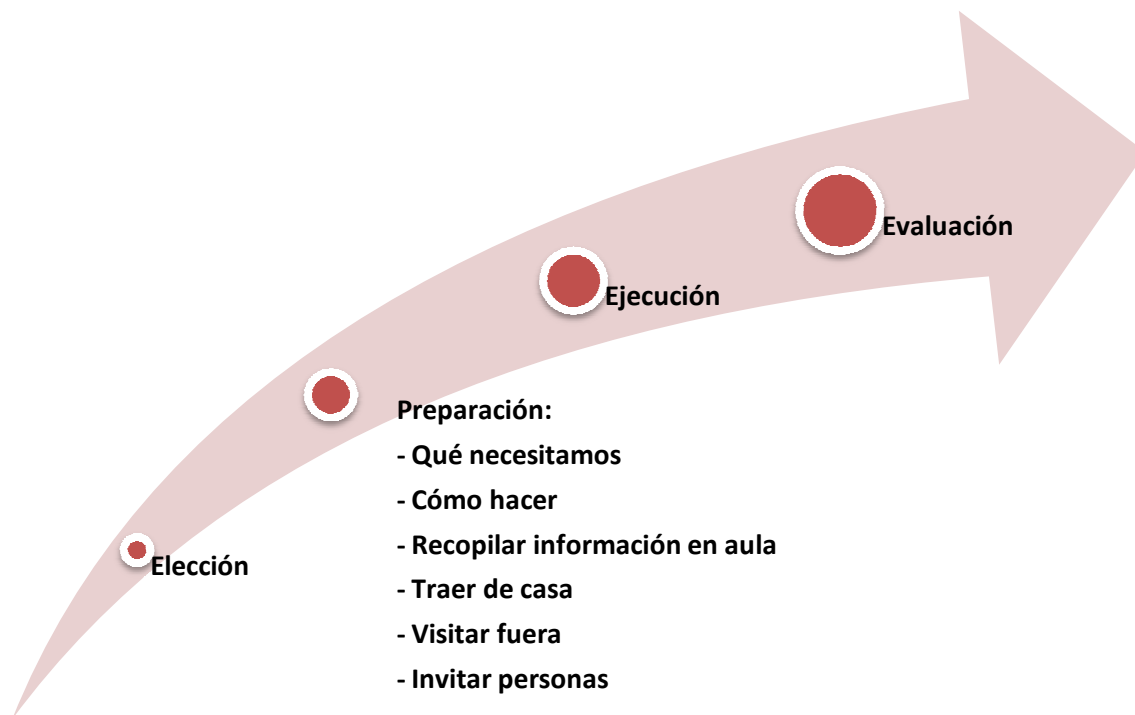 Elección
Preparación:
- Qué necesitamos
- Cómo hacer
- Recopilar información en aula
- Traer de casa
- Visitar fuera
- Invitar personas
Ejecución
Evaluación